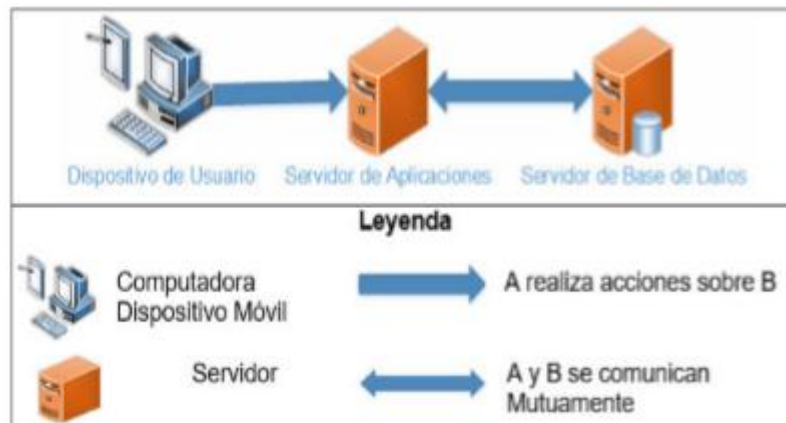 Dispositivo de Usuario Servidor de Aplicaciones Servidor de Base de Datos
Leyenda
Computadora
Dispositivo Móvil
A realiza acciones sobre B
Servidor
A y B se comunican
Mutuamente